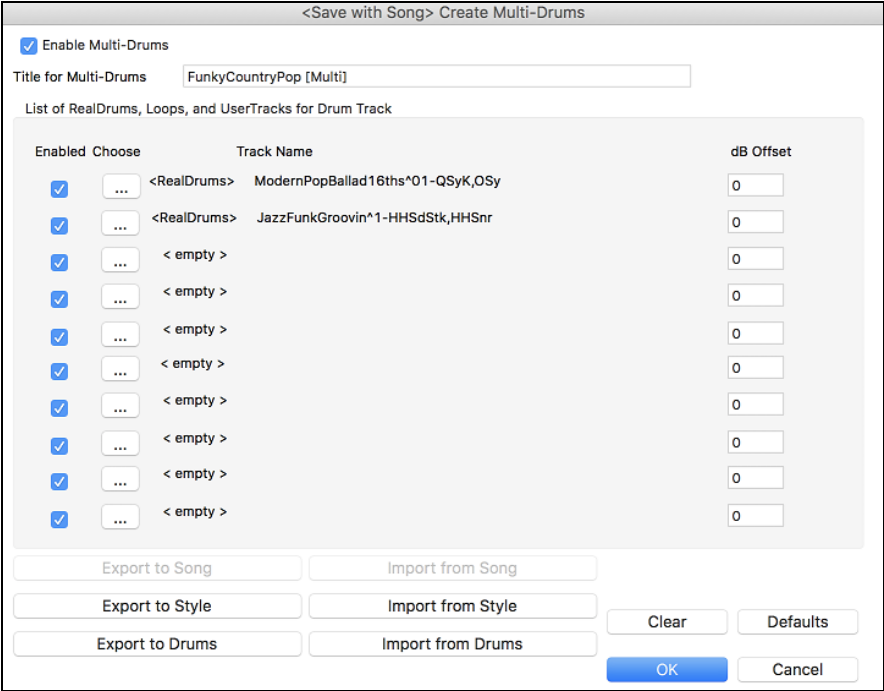 <Save with Song> Create Multi-Drums
Enable Multi-Drums
Title for Multi-Drums FunkyCountryPop [Multi]
List of RealDrums, Loops, and UserTracks for Drum Track
Enabled Choose Track Name dB Offset
... <RealDrums> ModernPopBallad16ths^01-QSyK,OSy 0
... <RealDrums> JazzFunkGroovin^1-HHSdStk,HHSnr 0
... < empty > 0
... < empty > 0
... < empty > 0
... < empty > 0
... < empty > 0
... < empty > 0
... < empty > 0
... < empty > 0
Export to Song Import from Song
Export to Style Import from Style
Clear Defaults
Export to Drums Import from Drums
OK Cancel